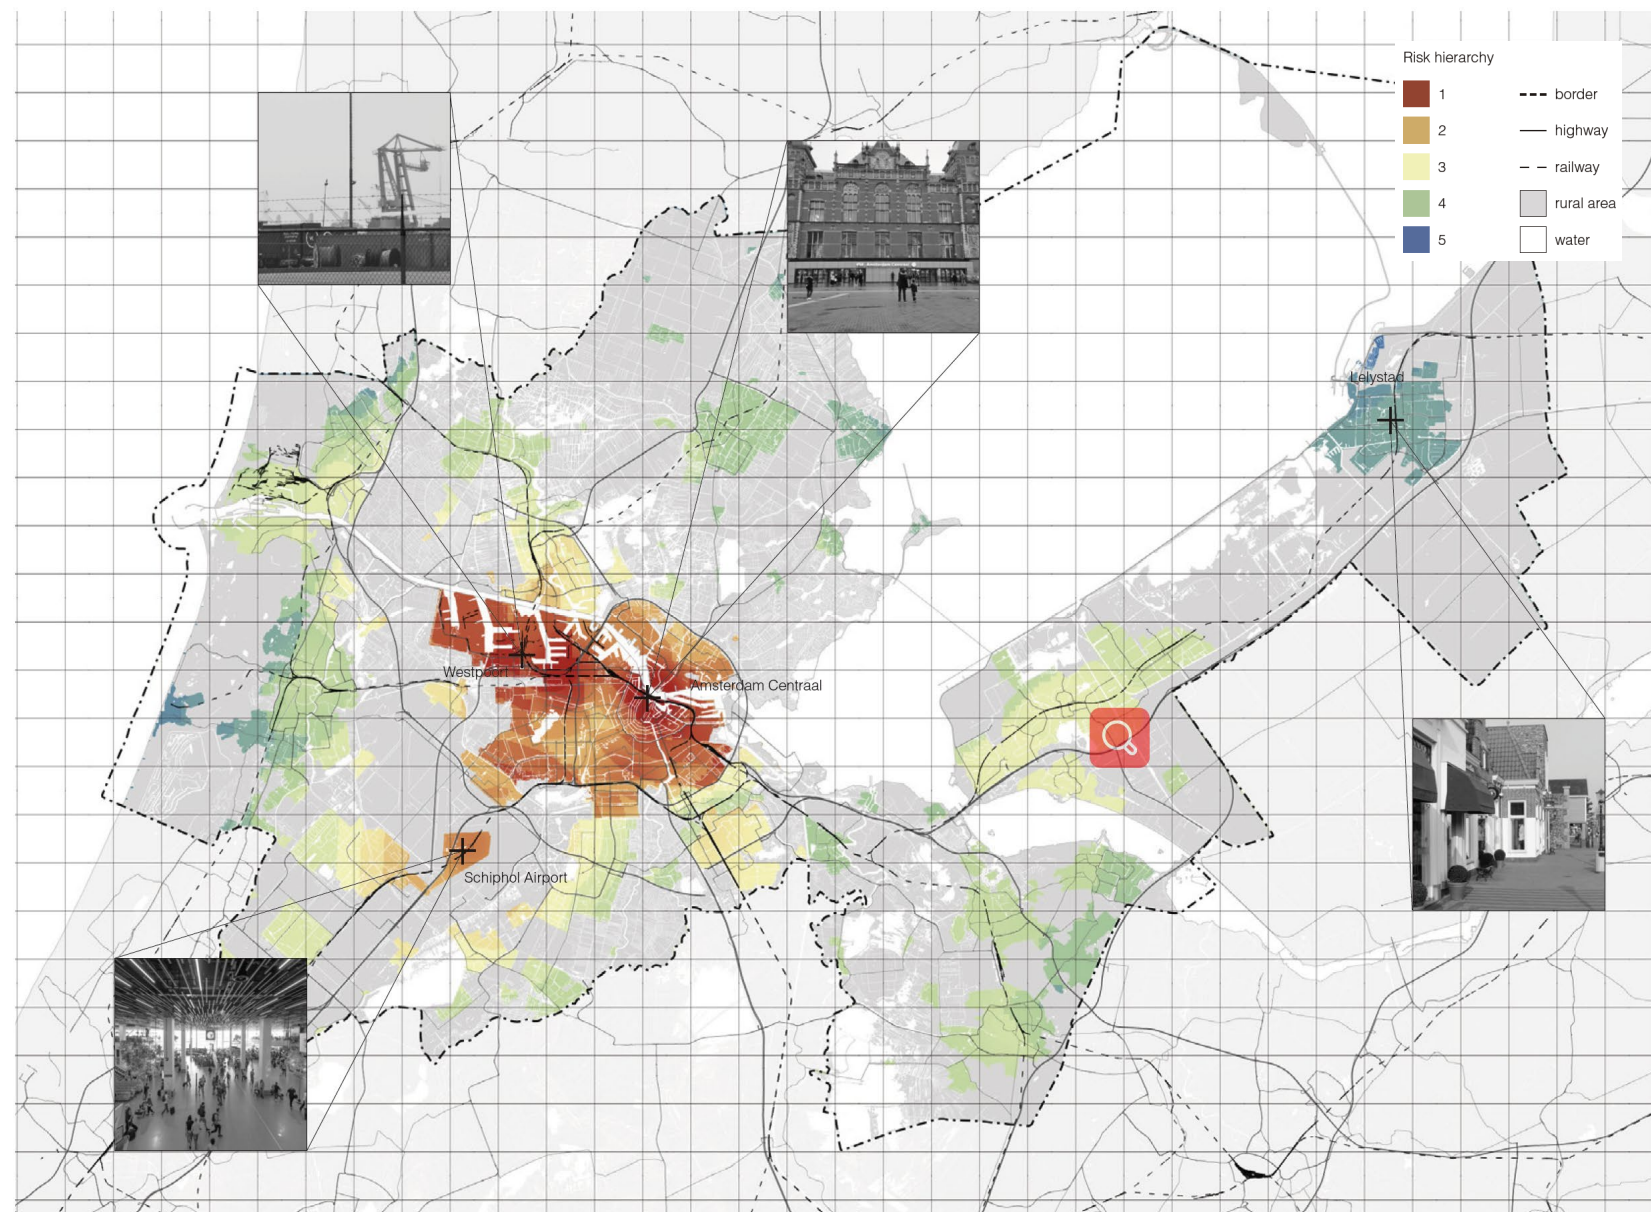 Risk hierarchy
1
border
2
highway
3
railway
4
rural area
5
water
Lelystad
Westpoort
Amsterdam Centraal
Schiphol Airport